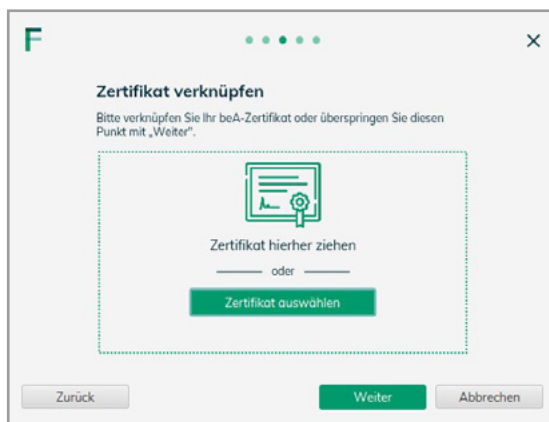 F
Zertifikat verknüpfen
Bitte verknüpfen Sie Ihr beA-Zertifikat oder überspringen Sie diesen
Punkt mit „Weiter".
Zertifikat hierher ziehen
oder
Zertifikat auswählen
Zurück
Weiter
Abbrechen